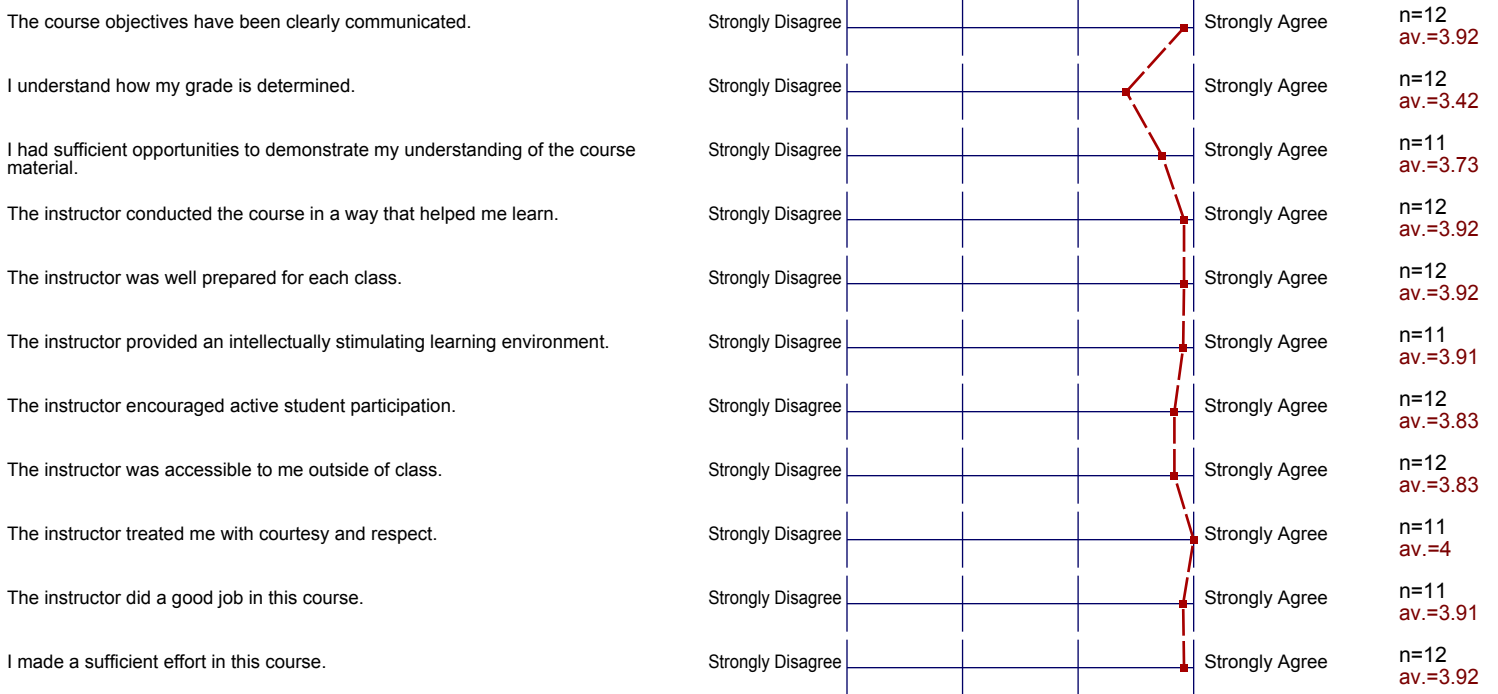 The course objectives have been clearly communicated. Strongly Disagree Strongly Agree n=12
av.=3.92
I understand how my grade is determined. Strongly Disagree Strongly Agree n=12
av.=3.42
I had sufficient opportunities to demonstrate my understanding of the course Strongly Disagree Strongly Agree n=11
material. av.=3.73
The instructor conducted the course in a way that helped me learn. Strongly Disagree Strongly Agree n=12
av.=3.92
The instructor was well prepared for each class. Strongly Disagree Strongly Agree n=12
av.=3.92
The instructor provided an intellectually stimulating learning environment. Strongly Disagree Strongly Agree n=11
av.=3.91
The instructor encouraged active student participation. Strongly Disagree Strongly Agree n=12
av.=3.83
The instructor was accessible to me outside of class. Strongly Disagree Strongly Agree n=12
av.=3.83
The instructor treated me with courtesy and respect. Strongly Disagree Strongly Agree n=11
av.=4
The instructor did a good job in this course. Strongly Disagree Strongly Agree n=11
av.=3.91
I made a sufficient effort in this course. Strongly Disagree Strongly Agree n=12
av.=3.92